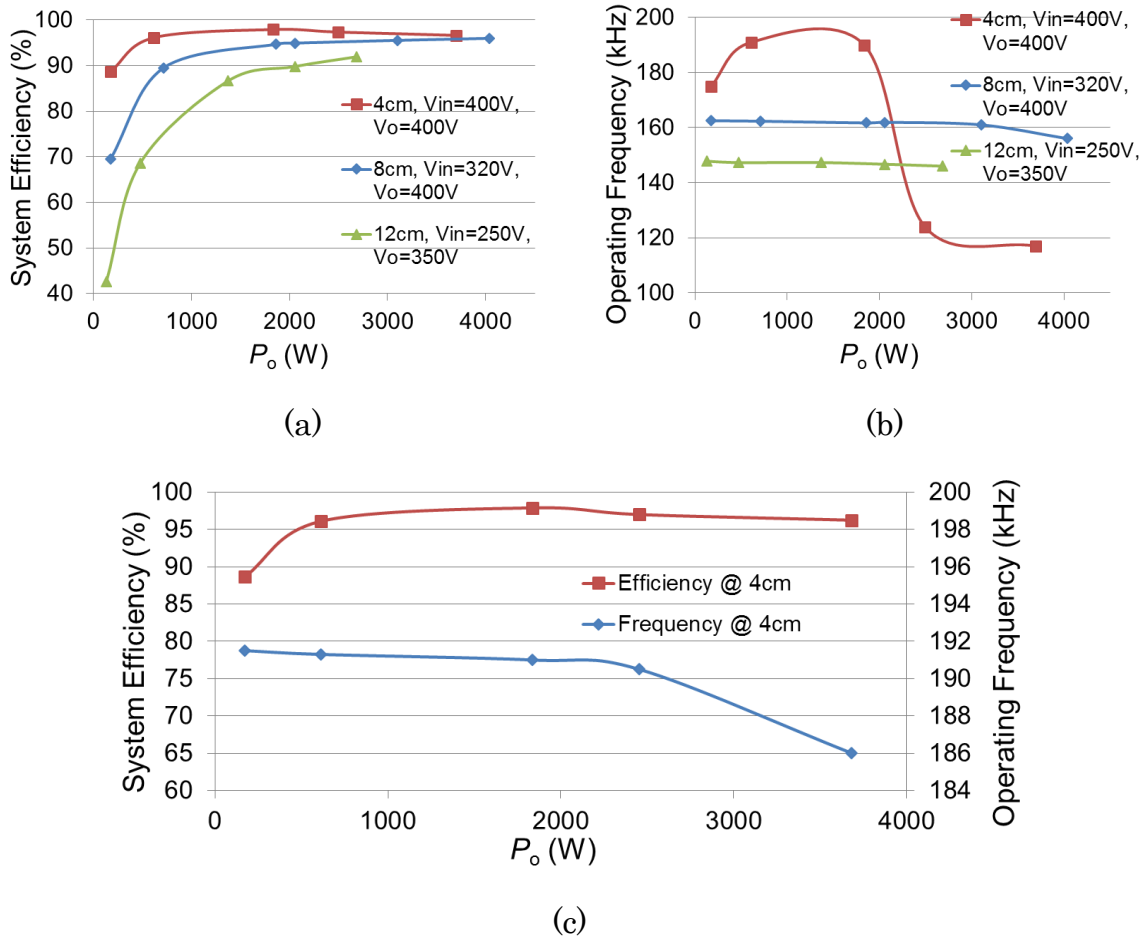 System Efficiency (%)
100
90
80
70
60
50
40
0 1000 2000 3000 4000
P_o (W)
4cm, Vin=400V,
Vo=400V
8cm, Vin=320V,
Vo=400V
12cm, Vin=250V,
Vo=350V
(a)
Operating Frequency (kHz)
200
180
160
140
120
100
0 1000 2000 3000 4000
P_o (W)
4cm, Vin=400V,
Vo=400V
8cm, Vin=320V,
Vo=400V
12cm, Vin=250V,
Vo=350V
(b)
System Efficiency (%)
100
95
90
85
80
75
70
65
60
0 1000 2000 3000 4000
P_o (W)
Efficiency @ 4cm
Frequency @ 4cm
200
198
196
194
192
190
188
186
184
Operating Frequency (kHz)
(c)